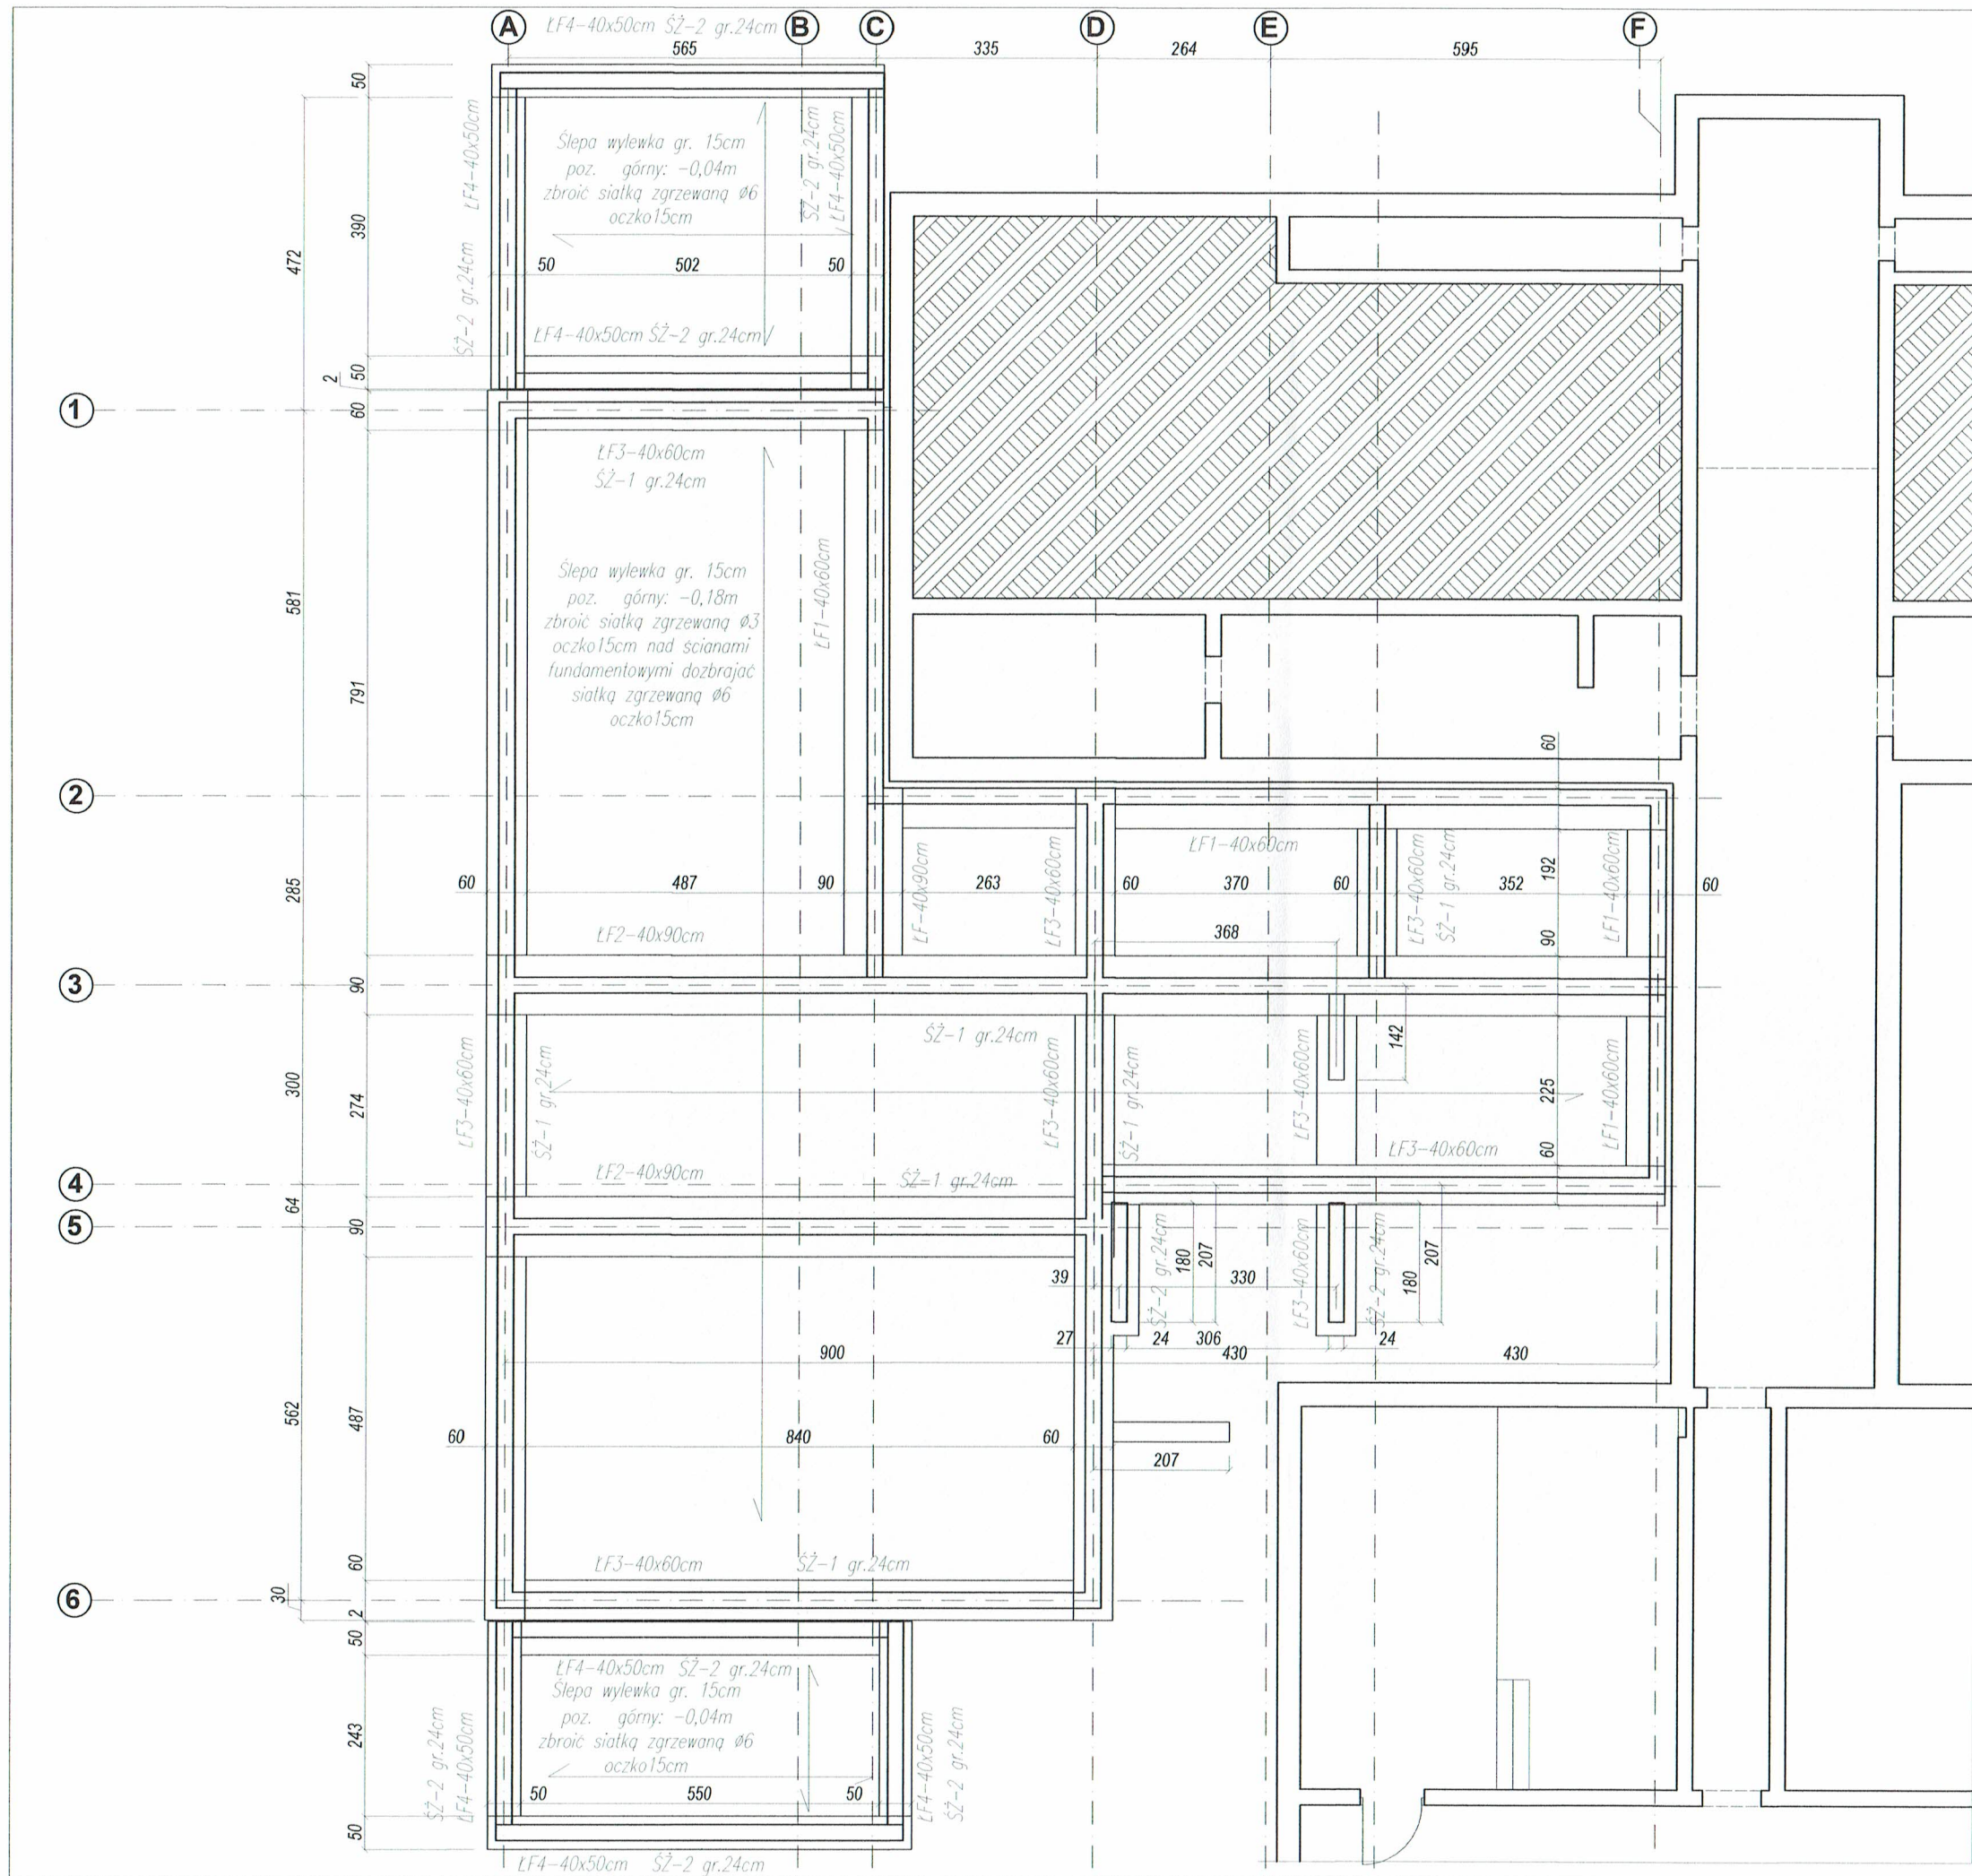 A
B
C
D
E
F
ŁF4-40x50cm ŚŻ-2 gr.24cm
565
335
264
595
50
472
390
50
2
60
581
791
285
90
300
274
64
90
562
487
60
30
2
50
243
50
1
2
3
4
5
6
ŁF4-40x50cm
ŚŻ-2 gr.24cm
Ślepa wylewka gr. 15cm
poz. górny: -0,04m
zbroić siatką zgrzewaną ø6
oczko15cm
ŚŻ-2 gr.24cm
ŁF4-40x50cm
50
502
50
ŁF4-40x50cm ŚŻ-2 gr.24cm
ŁF3-40x60cm
ŚŻ-1 gr.24cm
Ślepa wylewka gr. 15cm
poz. górny: -0,18m
zbroić siatką zgrzewaną ø3
oczko15cm nad ścianami
fundamentowymi dozbrajać
siatką zgrzewaną ø6
oczko15cm
ŁF1-40x60cm
60
487
90
ŁF-40x90cm
263
ŁF3-40x60cm
60
370
60
ŁF1-40x60cm
ŁF3-40x60cm
ŚŻ-1 gr.24cm
352
60
192
90
ŁF1-40x60cm
60
368
ŁF2-40x90cm
ŚŻ-1 gr.24cm
142
ŁF3-40x60cm
ŚŻ-1 gr.24cm
ŁF3-40x60cm
ŚŻ-1 gr.24cm
ŁF3-40x60cm
225
60
ŁF1-40x60cm
ŁF3-40x60cm
ŁF2-40x90cm
ŚŻ-1 gr.24cm
39
ŚŻ-2 gr.24cm
180
207
330
ŁF3-40x60cm
ŚŻ-2 gr.24cm
180
207
27
24
306
24
900
430
430
60
840
60
207
ŁF3-40x60cm
ŚŻ-1 gr.24cm
ŁF4-40x50cm ŚŻ-2 gr.24cm
Ślepa wylewka gr. 15cm
poz. górny: -0,04m
zbroić siatką zgrzewaną ø6
oczko15cm
ŚŻ-2 gr.24cm
ŁF4-40x50cm
50
550
50
ŁF4-40x50cm
ŚŻ-2 gr.24cm
ŁF4-40x50cm ŚŻ-2 gr.24cm